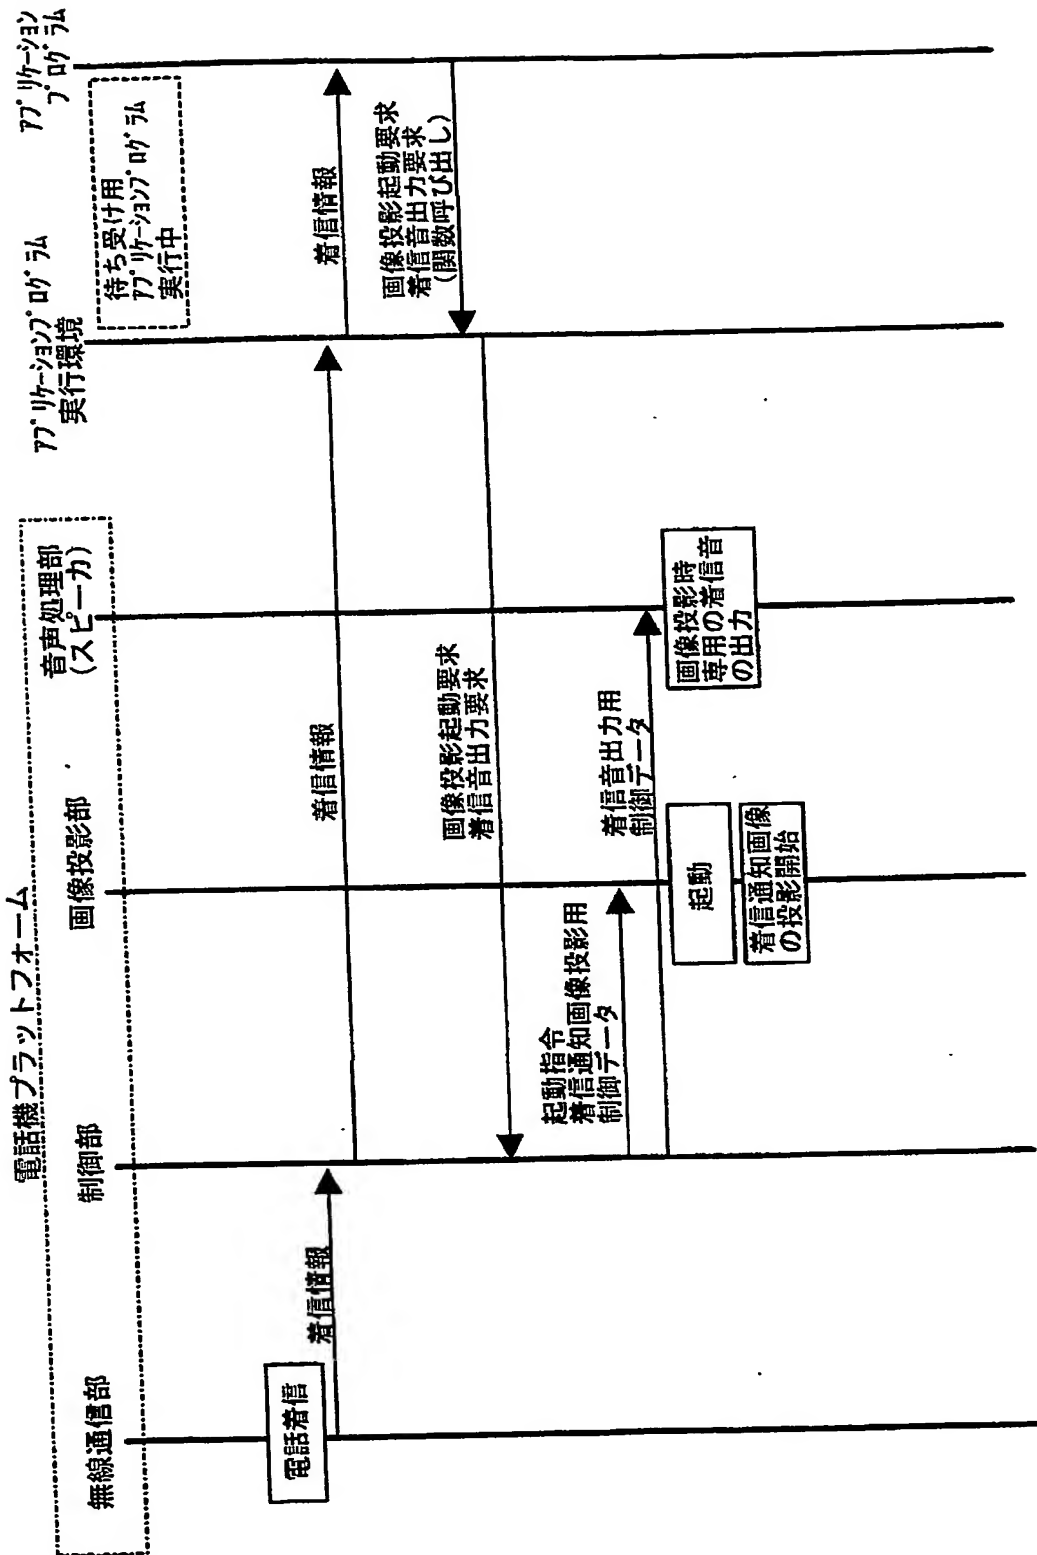 電話機プラットフォーム
無線通信部
制御部
画像投影部
音声処理部
(スピーカ)
ｱﾌﾟﾘｹｰｼｮﾝﾌﾟﾛｸﾞﾗﾑ
実行環境
ｱﾌﾟﾘｹｰｼｮﾝ
ﾌﾟﾛｸﾞﾗﾑ
待ち受け用
ｱﾌﾟﾘｹｰｼｮﾝﾌﾟﾛｸﾞﾗﾑ
実行中
電話着信
着信情報
着信情報
着信情報
画像投影起動要求
着信音出力要求
(関数呼び出し)
画像投影起動要求
着信音出力要求
起動指令
着信通知画像投影用
制御データ
着信音出力用
制御データ
起動
着信通知画像
の投影開始
画像投影時
専用の着信音
の出力